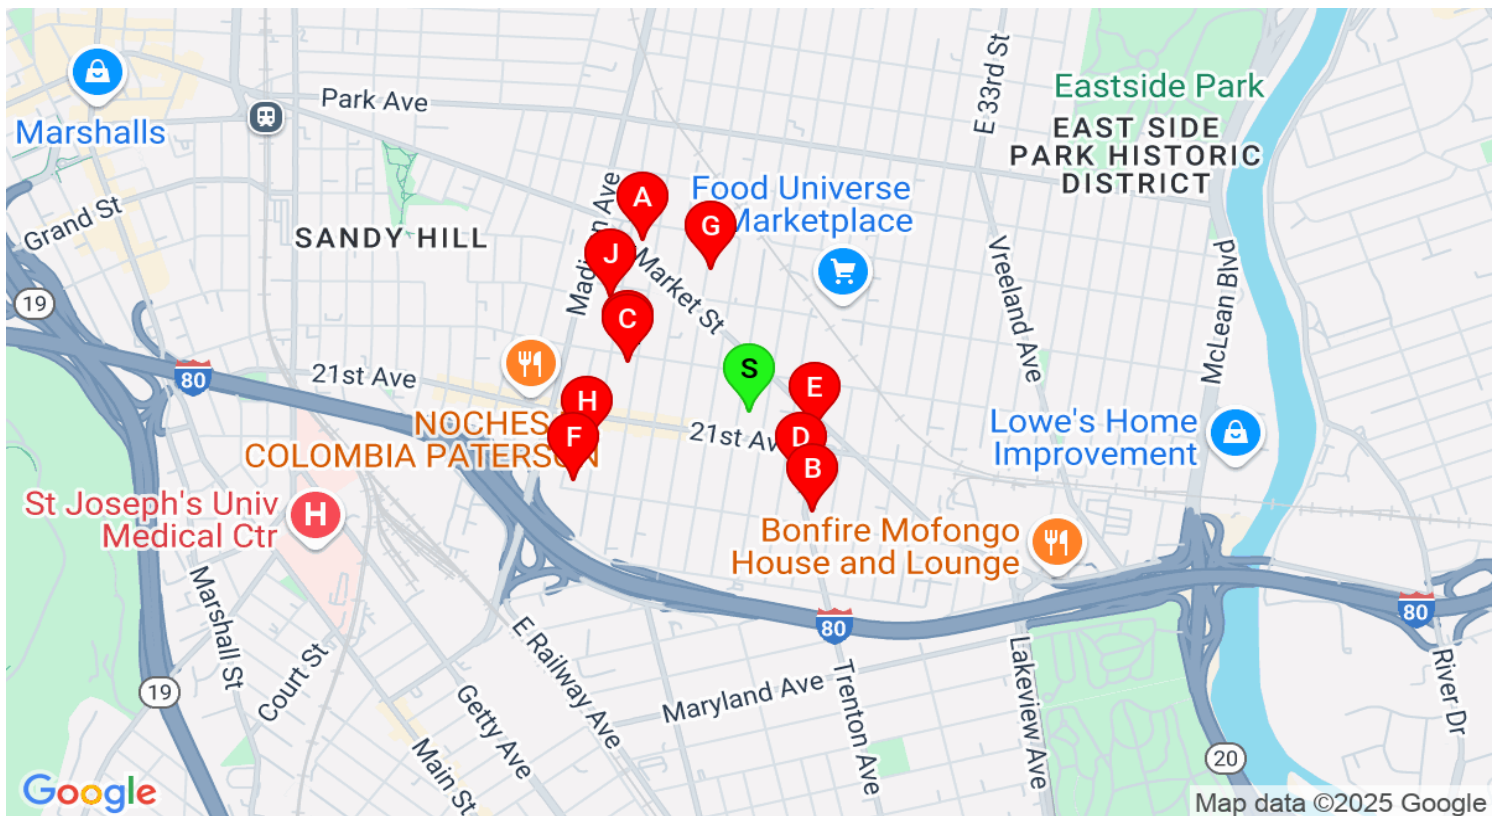 Park Ave
E 33rd St
Eastside Park
Marshalls
EAST SIDE
PARK HISTORIC
DISTRICT
A
Food Universe
Marketplace
G
Grand St
SANDY HILL
Madison Ave
J
Market St
Vreeland Ave
McLean Blvd
19
C
80
21st Ave
S
E
H
NOCHES
COLOMBIA PATERSON
F
21st Ave
D
B
Lowe's Home
Improvement
St Joseph's Univ
Medical Ctr
H
Bonfire Mofongo
House and Lounge
Marshall St
80
80
Court St
E Railway Ave
Lakeview Ave
River Dr
19
Maryland Ave
Trenton Ave
Getty Ave
Main St
20
Google
Map data ©2025 Google